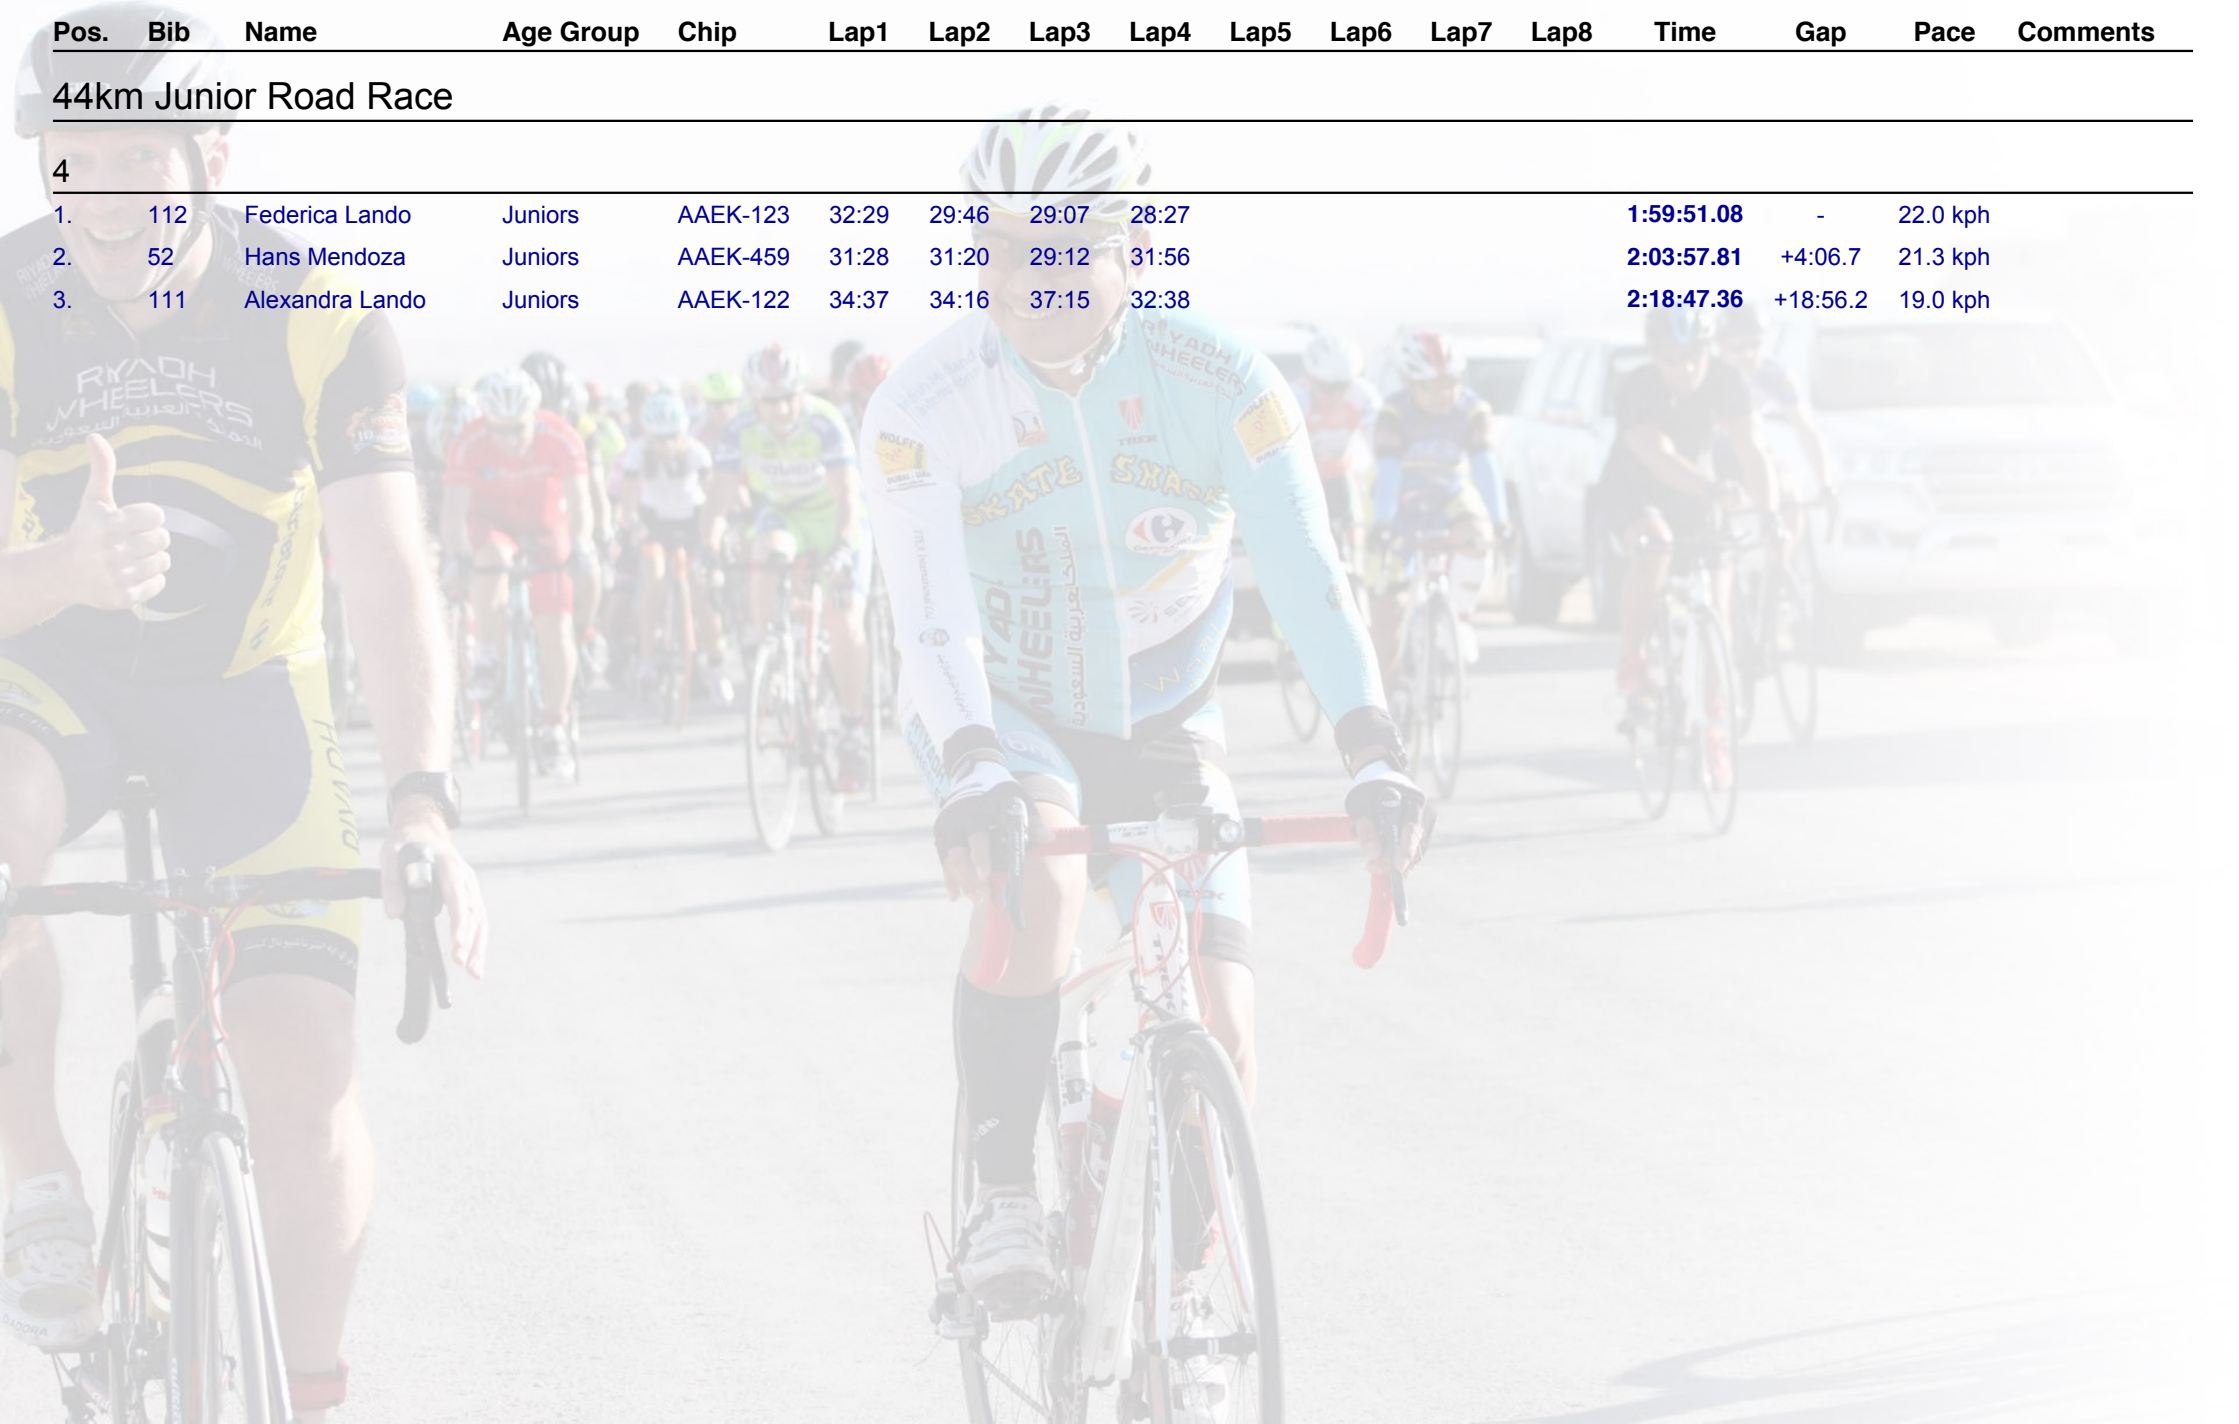 Pos. Bib Name Age Group Chip Lap1 Lap2 Lap3 Lap4 Lap5 Lap6 Lap7 Lap8 Time Gap Pace Comments
44km Junior Road Race
4
1. 112 Federica Lando Juniors AAEK-123 32:29 29:46 29:07 28:27 1:59:51.08 - 22.0 kph
2. 52 Hans Mendoza Juniors AAEK-459 31:28 31:20 29:12 31:56 2:03:57.81 +4:06.7 21.3 kph
3. 111 Alexandra Lando Juniors AAEK-122 34:37 34:16 37:15 32:38 2:18:47.36 +18:56.2 19.0 kph
RIYADH
WHEELERS
RIYADH
WHEELERS
TREK
WOLFI'S
SKATE SHACK
WHEELERS